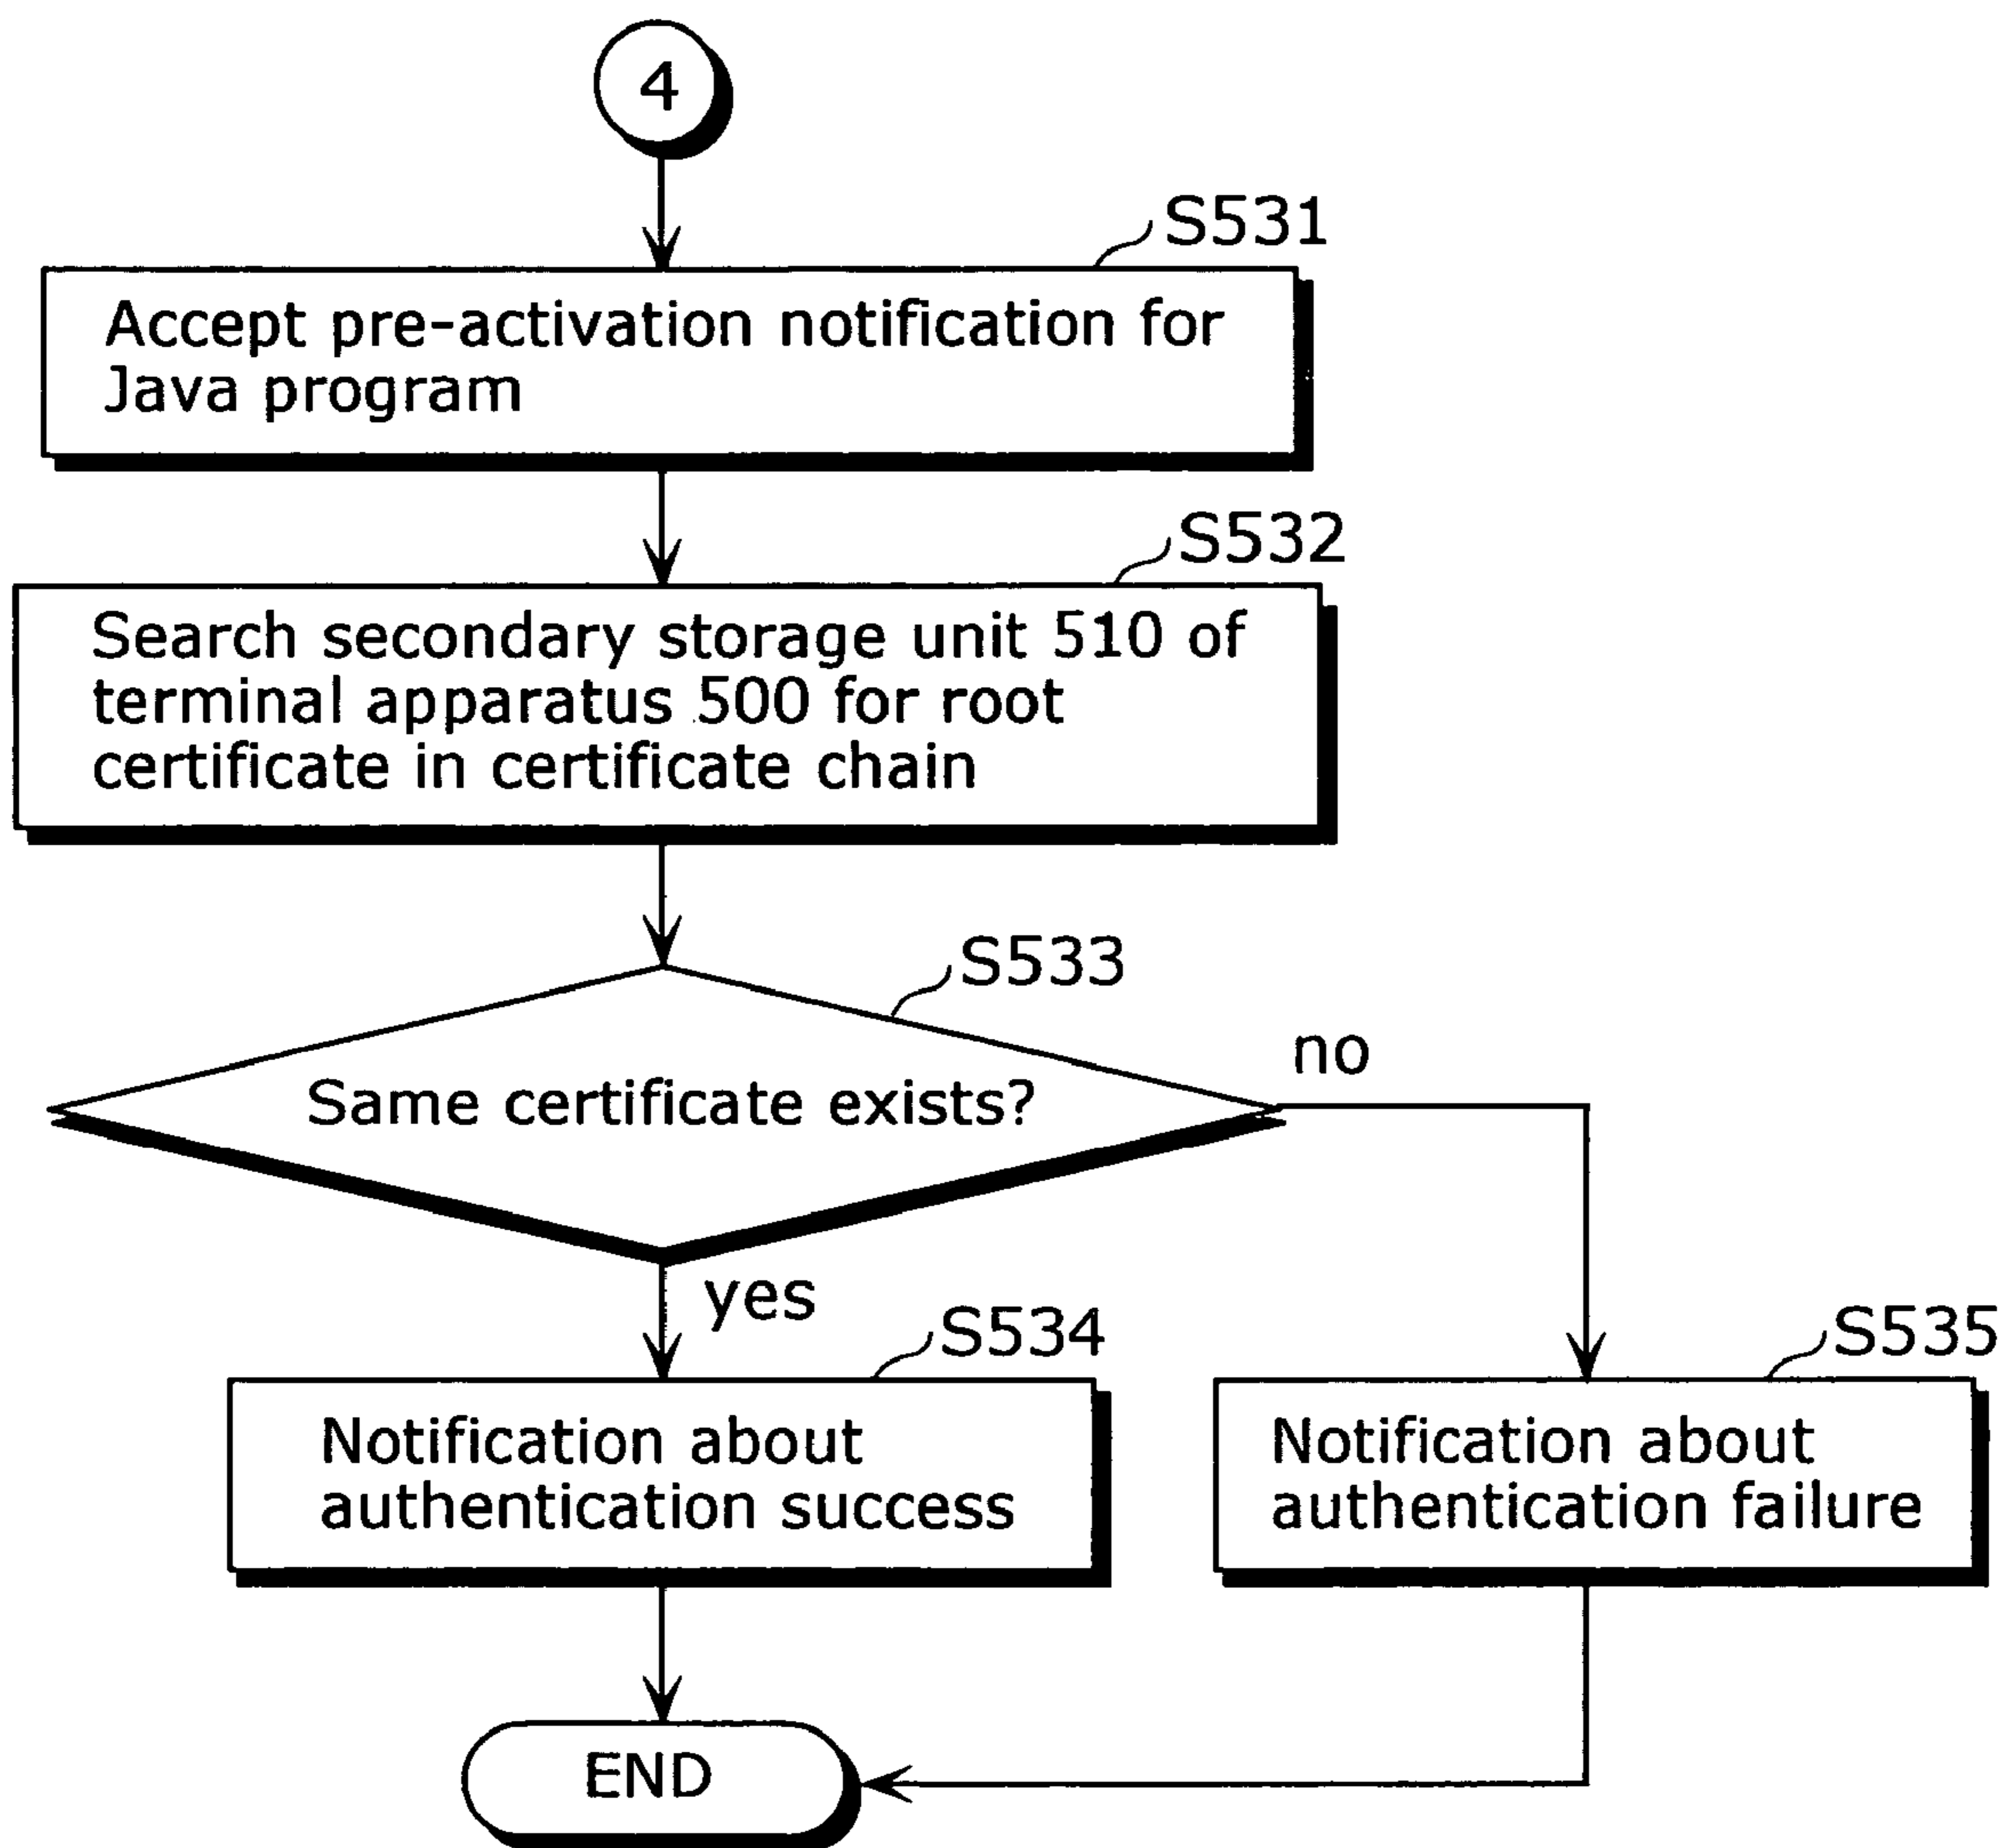 4
S531
Accept pre-activation notification for
Java program
S532
Search secondary storage unit 510 of
terminal apparatus 500 for root
certificate in certificate chain
S533
Same certificate exists?
no
yes
S534
Notification about
authentication success
S535
Notification about
authentication failure
END